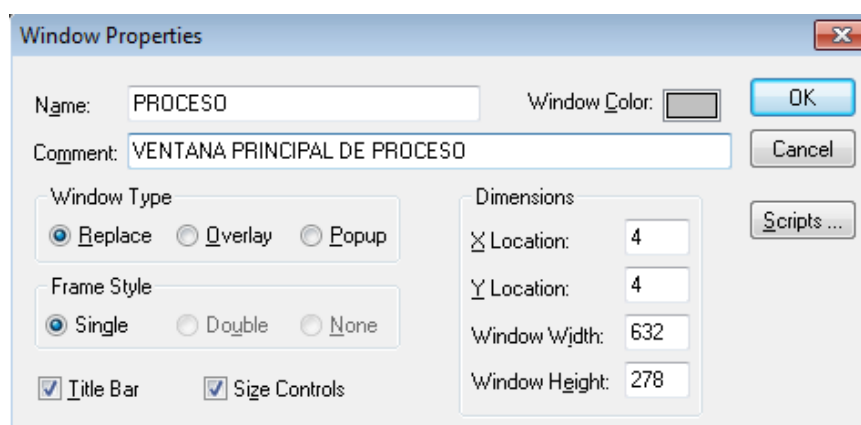 Window Properties
Name: PROCESO Window Color: OK
Comment: VENTANA PRINCIPAL DE PROCESO Cancel
Window Type Dimensions Scripts ...
Replace Overlay Popup X Location: 4
Frame Style Y Location: 4
Single Double None Window Width: 632
Title Bar Size Controls Window Height: 278